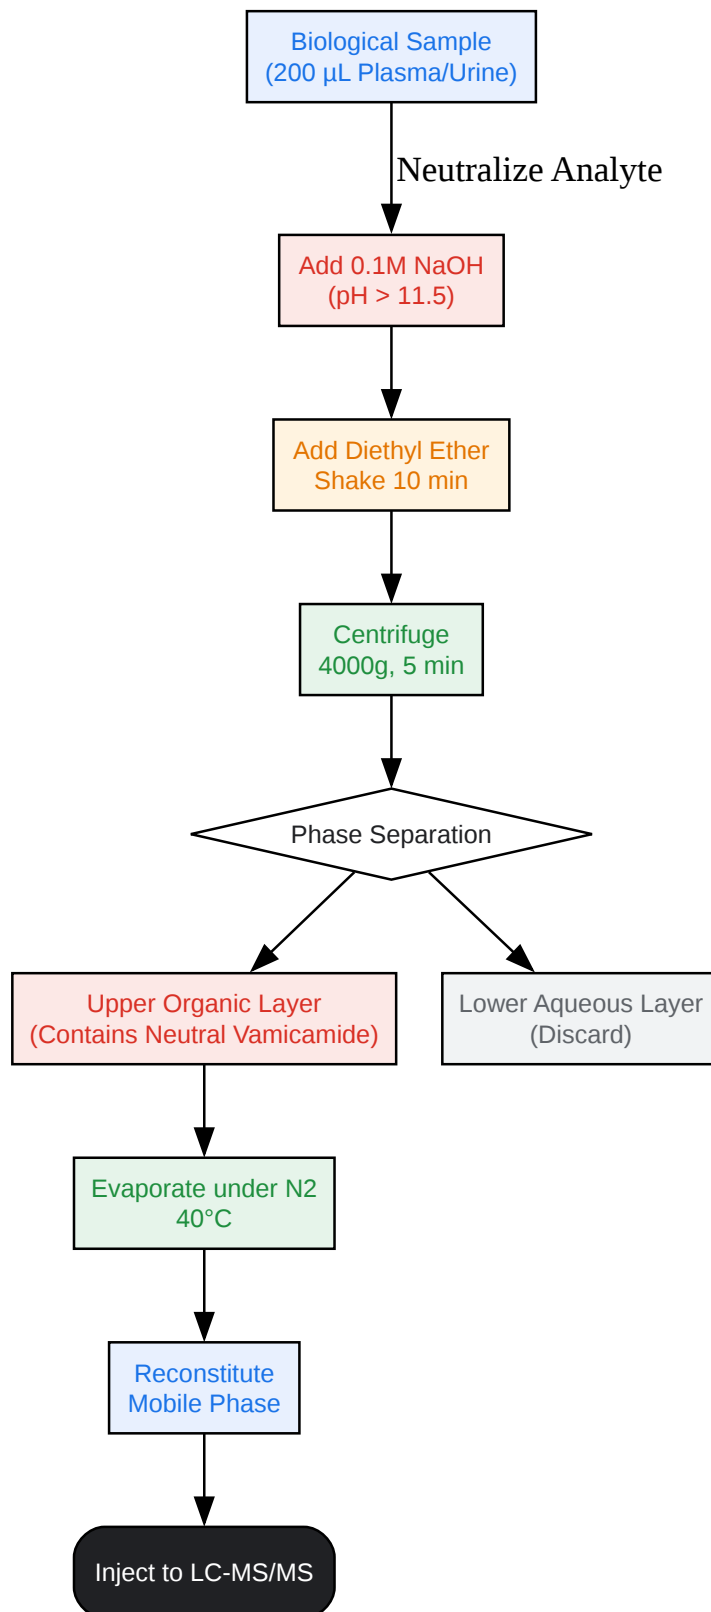 Biological Sample
(200 µL Plasma/Urine)
Neutralize Analyte
Add 0.1M NaOH
(pH > 11.5)
Add Diethyl Ether
Shake 10 min
Centrifuge
4000g, 5 min
Phase Separation
Upper Organic Layer
(Contains Neutral Vamicamide)
Lower Aqueous Layer
(Discard)
Evaporate under N2
40°C
Reconstitute
Mobile Phase
Inject to LC-MS/MS